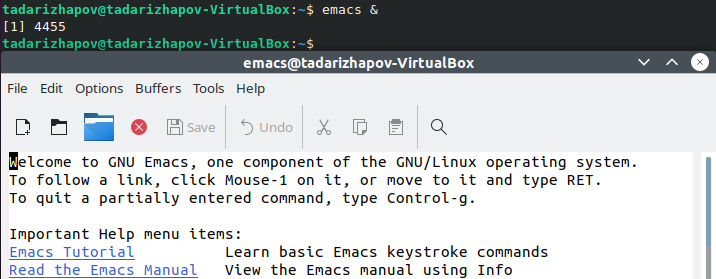 tadarizhapov@tadarizhapov-VirtualBox:~$ emacs &
[1] 4455
tadarizhapov@tadarizhapov-VirtualBox:~$
emacs@tadarizhapov-VirtualBox
File Edit Options Buffers Tools Help
Save Undo
Welcome to GNU Emacs, one component of the GNU/Linux operating system.
To follow a link, click Mouse-1 on it, or move to it and type RET.
To quit a partially entered command, type Control-g.
Important Help menu items:
Emacs Tutorial Learn basic Emacs keystroke commands
Read the Emacs Manual View the Emacs manual using Info